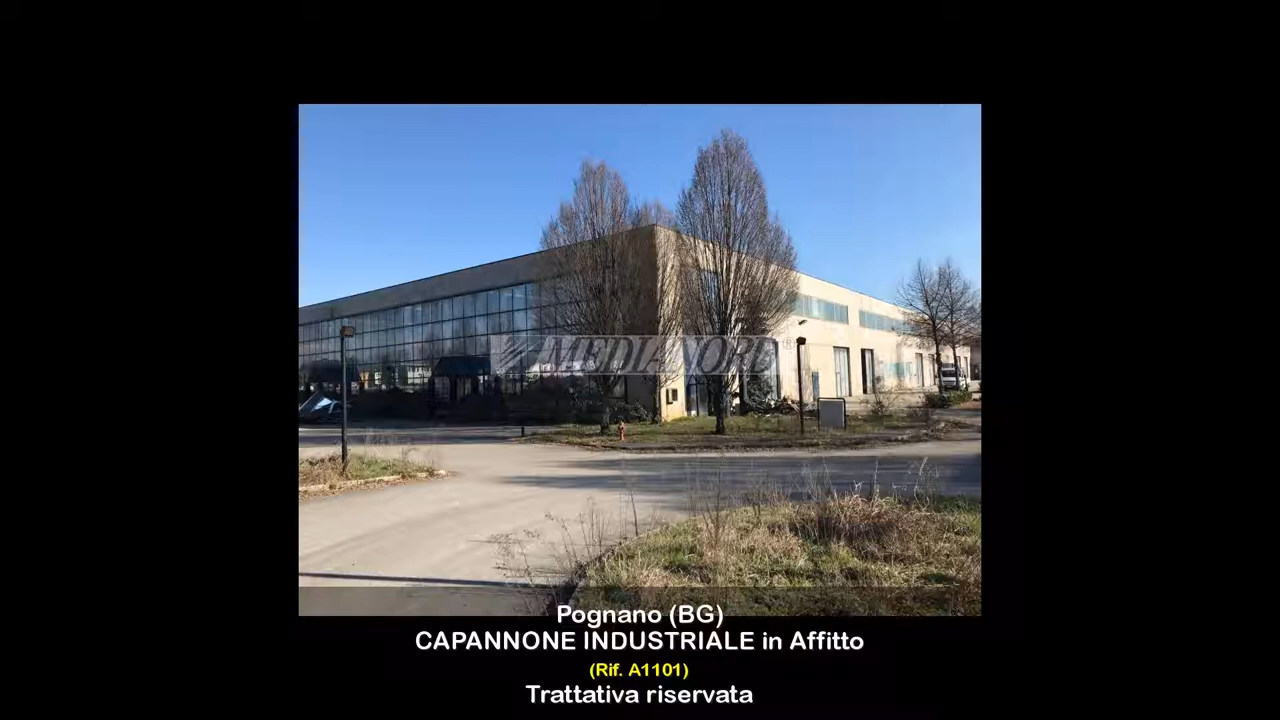 MEDIANORD®
Pognano (BG)
CAPANNONE INDUSTRIALE in Affitto
(Rif. A1101)
Trattativa riservata